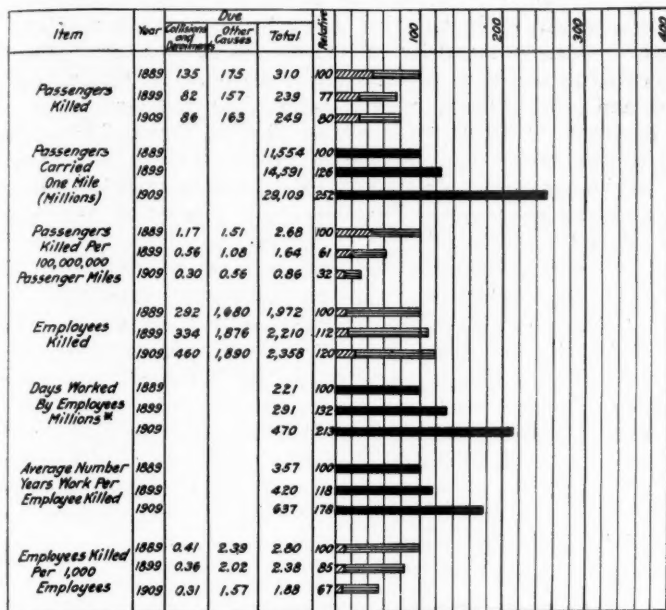 Due
Item Year Collisions and Derailments Other Causes Total Relative 100 200 300 400
1889 135 175 310 100
Passengers Killed 1899 82 157 239 77
1909 86 163 249 80
Passengers 1889 11,554 100
Carried 1899 14,591 126
One Mile
(Millions) 1909 29,109 252
Passengers 1889 1.17 1.51 2.68 100
Killed Per 1899 0.56 1.08 1.64 61
100,000,000
Passenger Miles 1909 0.30 0.56 0.86 32
1889 292 1,680 1,972 100
Employees Killed 1899 334 1,876 2,210 112
1909 460 1,890 2,358 120
Days Worked 1889 221 100
By Employees 1899 291 132
Millions* 1909 470 213
Average Number 1889 357 100
Years Work Per 1899 420 118
Employee Killed 1909 637 178
Employees Killed 1889 0.41 2.39 2.80 100
Per 1,000 1899 0.36 2.02 2.38 85
Employees 1909 0.31 1.57 1.88 67